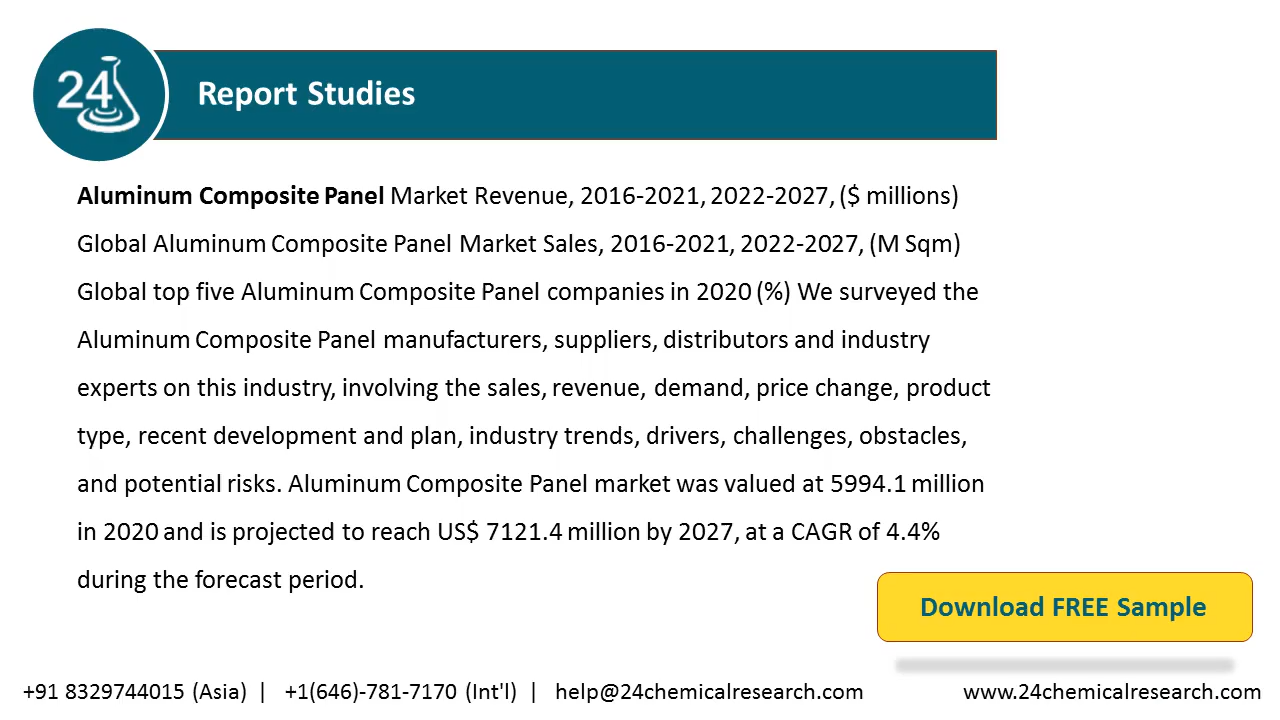 24
Report Studies
Aluminum Composite Panel Market Revenue, 2016-2021, 2022-2027, ($ millions)
Global Aluminum Composite Panel Market Sales, 2016-2021, 2022-2027, (M Sqm)
Global top five Aluminum Composite Panel companies in 2020 (%) We surveyed the
Aluminum Composite Panel manufacturers, suppliers, distributors and industry
experts on this industry, involving the sales, revenue, demand, price change, product
type, recent development and plan, industry trends, drivers, challenges, obstacles,
and potential risks. Aluminum Composite Panel market was valued at 5994.1 million
in 2020 and is projected to reach US$ 7121.4 million by 2027, at a CAGR of 4.4%
during the forecast period.
Download FREE Sample
+91 8329744015 (Asia) | +1(646)-781-7170 (Int'l) | help@24chemicalresearch.com www.24chemicalresearch.com